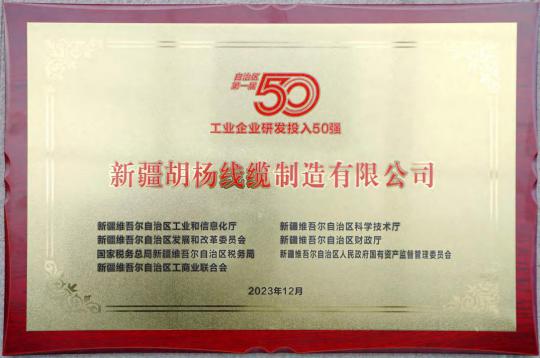 自治区
第一届
50
工业企业研发投入50强
新疆胡杨线缆制造有限公司
新疆维吾尔自治区工业和信息化厅
新疆维吾尔自治区科学技术厅
新疆维吾尔自治区发展和改革委员会
新疆维吾尔自治区财政厅
国家税务总局新疆维吾尔自治区税务局
新疆维吾尔自治区人民政府国有资产监督管理委员会
新疆维吾尔自治区工商业联合会
2023年12月